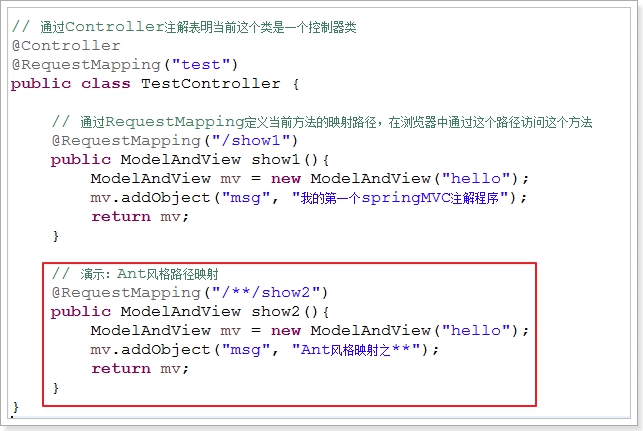 // 通过Controller注解表明当前这个类是一个控制器类
@Controller
@RequestMapping("test")
public class TestController {
// 通过RequestMapping定义当前方法的映射路径，在浏览器中通过这个路径访问这个方法
@RequestMapping("/show1")
public ModelAndView show1(){
ModelAndView mv = new ModelAndView("hello");
mv.addObject("msg", "我的第一个springMVC注解程序");
return mv;
}
// 演示：Ant风格路径映射
@RequestMapping("/**/show2")
public ModelAndView show2(){
ModelAndView mv = new ModelAndView("hello");
mv.addObject("msg", "Ant风格映射之**");
return mv;
}
}